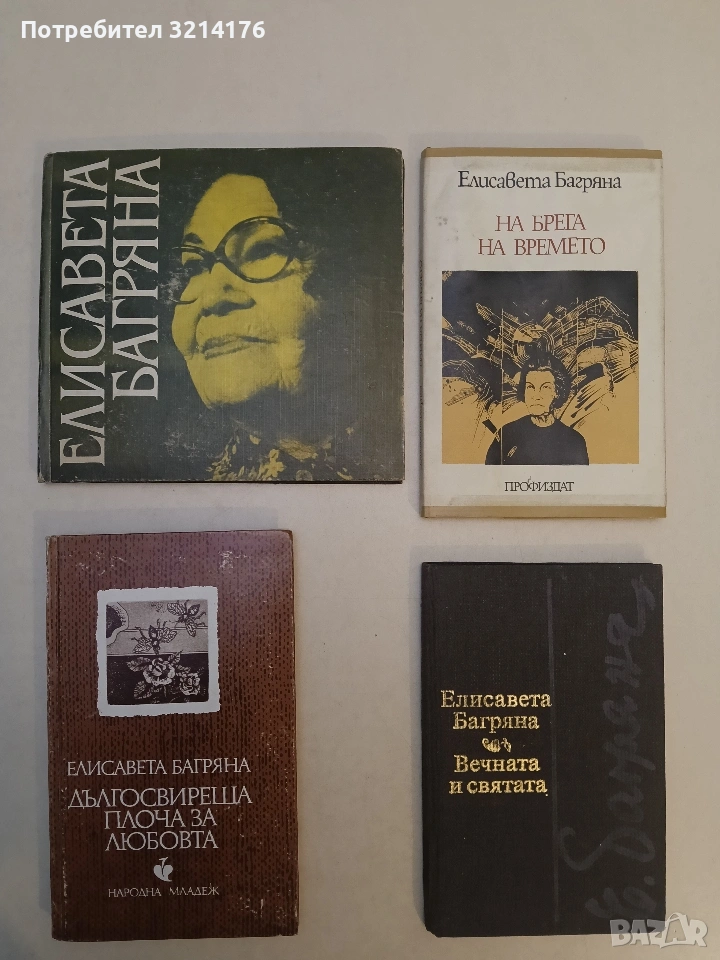 Потребител 3214176
ЕЛИСАВЕТА
БАГРЯНА
Елисавета Багряна
НА БРЕГА
НА ВРЕМЕТО
ПРОФИЗДАТ
ЕЛИСАВЕТА БАГРЯНА
ДЪЛГОСВИРЕЩА
ПЛОЧА ЗА
ЛЮБОВТА
НАРОДНА МЛАДЕЖ
Елисавета
Багряна
Вечната
и святата
Е. Багряна
BAZAR